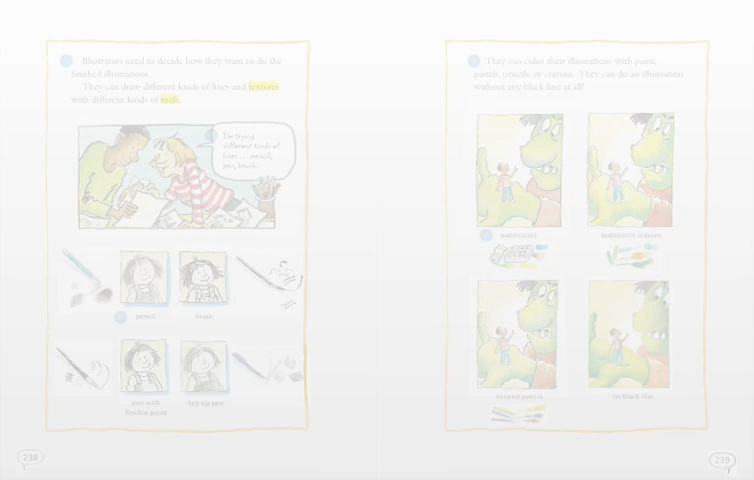 Illustrators need to decide how they want to do the
finished illustrations.
They can draw different kinds of lines and textures
with different kinds of tools.
I'm trying
different kinds of
lines... pencil,
pen, brush...
pencil
brush
pen with
flexible point
felt tip pen
238
They can color their illustrations with paint,
pastels, pencils, or crayons. They can do an illustration
without any black line at all!
watercolors
watercolor crayons
colored pencils
no black line
239